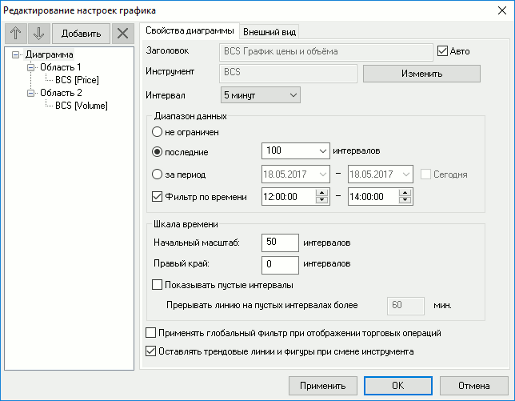 Редактирование настроек графика
Добавить
Диаграмма
Область 1
BCS [Price]
Область 2
BCS [Volume]
Свойства диаграммы Внешний вид
Заголовок BCS График цены и объёма Авто
Инструмент BCS Изменить
Интервал 5 минут
Диапазон данных
не ограничен
последние 100 интервалов
за период 18.05.2017 – 18.05.2017 Сегодня
Фильтр по времени 12:00:00 – 14:00:00
Шкала времени
Начальный масштаб: 50 интервалов
Правый край: 0 интервалов
Показывать пустые интервалы
Прерывать линию на пустых интервалах более 60 мин.
Применять глобальный фильтр при отображении торговых операций
Оставлять трендовые линии и фигуры при смене инструмента
Применить OK Отмена